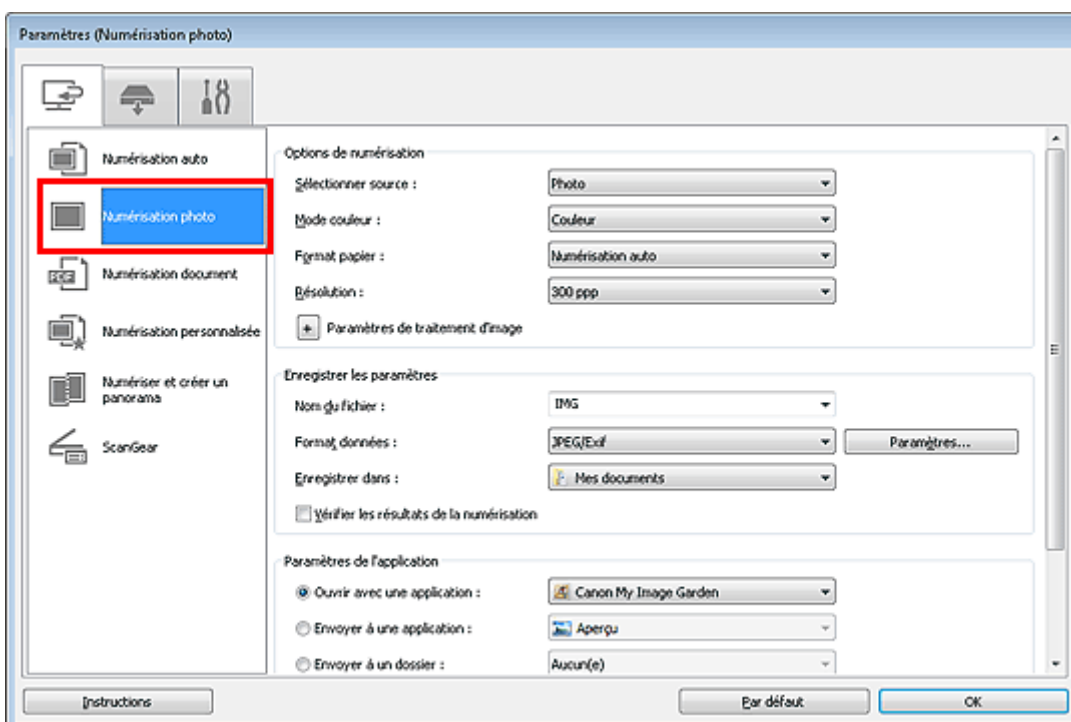 Paramètres (Numérisation photo)
Numérisation auto
Numérisation photo
PDF
Numérisation document
Numérisation personnalisée
Numériser et créer un
panorama
ScanGear
Options de numérisation
Sélectionner source : Photo
Mode couleur : Couleur
Format papier : Numérisation auto
Résolution : 300 ppp
+ Paramètres de traitement d'image
Enregistrer les paramètres
Nom du fichier : IMG
Format données : JPEG/Exif Paramètres...
Enregistrer dans : Mes documents
Vérifier les résultats de la numérisation
Paramètres de l'application
Ouvrir avec une application : Canon My Image Garden
Envoyer à une application : Aperçu
Envoyer à un dossier : Aucun(e)
Instructions Par défaut OK